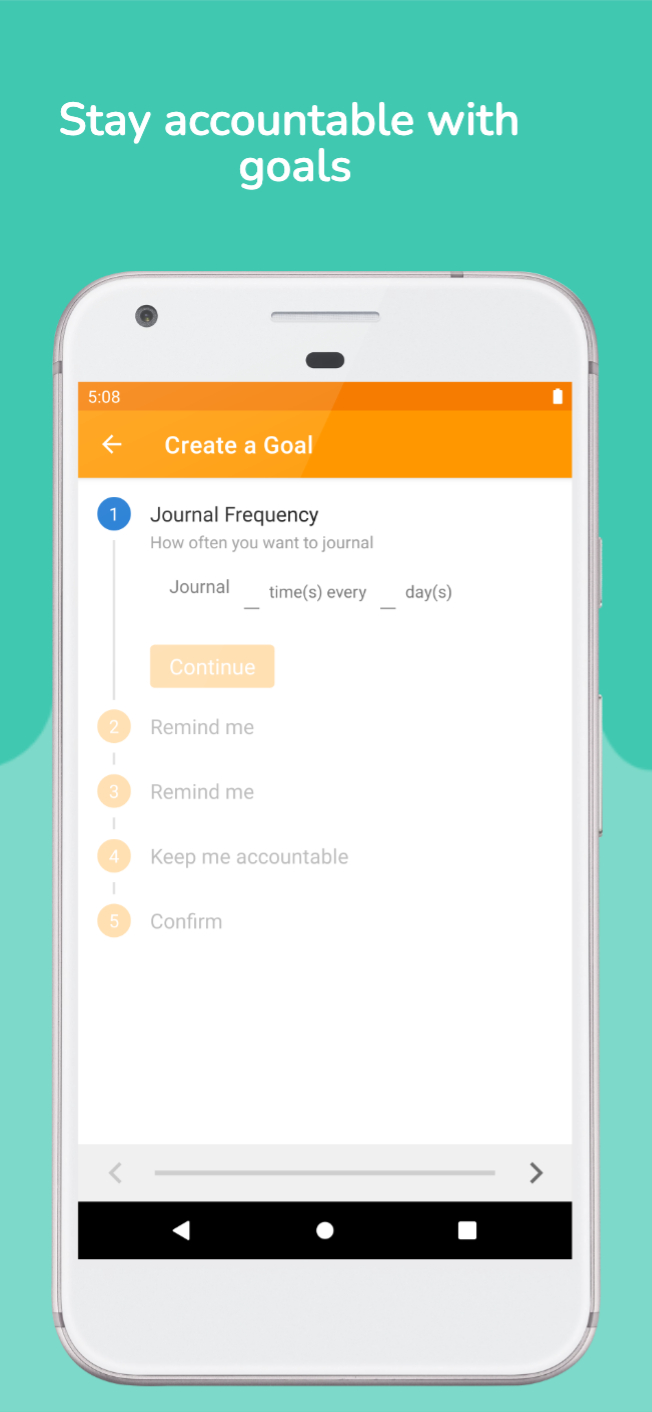 Stay accountable with
goals
5:08
Create a Goal
1 Journal Frequency
How often you want to journal
Journal __ time(s) every __ day(s)
Continue
2 Remind me
3 Remind me
4 Keep me accountable
5 Confirm